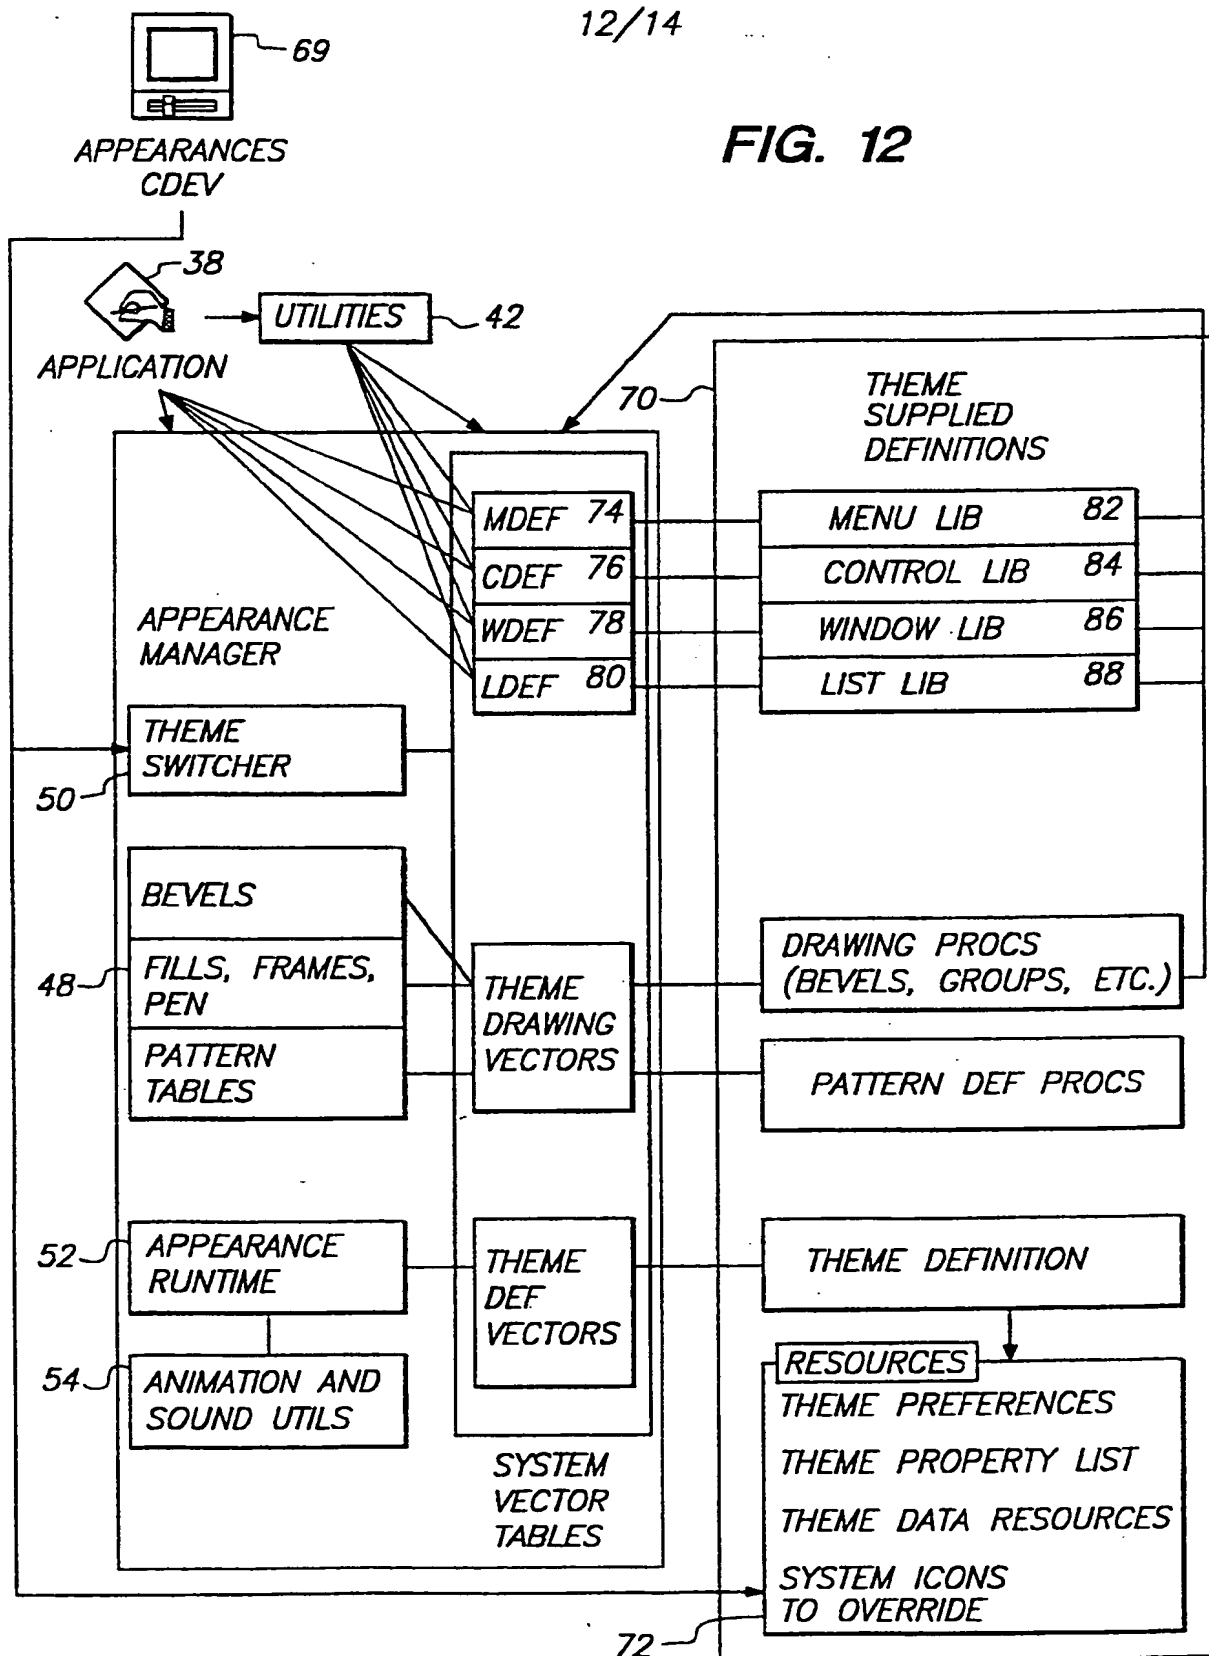 12/14
69
APPEARANCES
CDEV
FIG. 12
38
UTILITIES
42
APPLICATION
70
THEME
SUPPLIED
DEFINITIONS
MDEF 74
MENU LIB 82
CDEF 76
CONTROL LIB 84
WDEF 78
WINDOW LIB 86
LDEF 80
LIST LIB 88
APPEARANCE
MANAGER
THEME
SWITCHER
50
BEVELS
FILLS, FRAMES,
PEN
48
PATTERN
TABLES
THEME
DRAWING
VECTORS
DRAWING PROCS
(BEVELS, GROUPS, ETC.)
PATTERN DEF PROCS
52
APPEARANCE
RUNTIME
THEME
DEF
VECTORS
THEME DEFINITION
54
ANIMATION AND
SOUND UTILS
RESOURCES
THEME PREFERENCES
THEME PROPERTY LIST
THEME DATA RESOURCES
SYSTEM ICONS
TO OVERRIDE
SYSTEM
VECTOR
TABLES
72